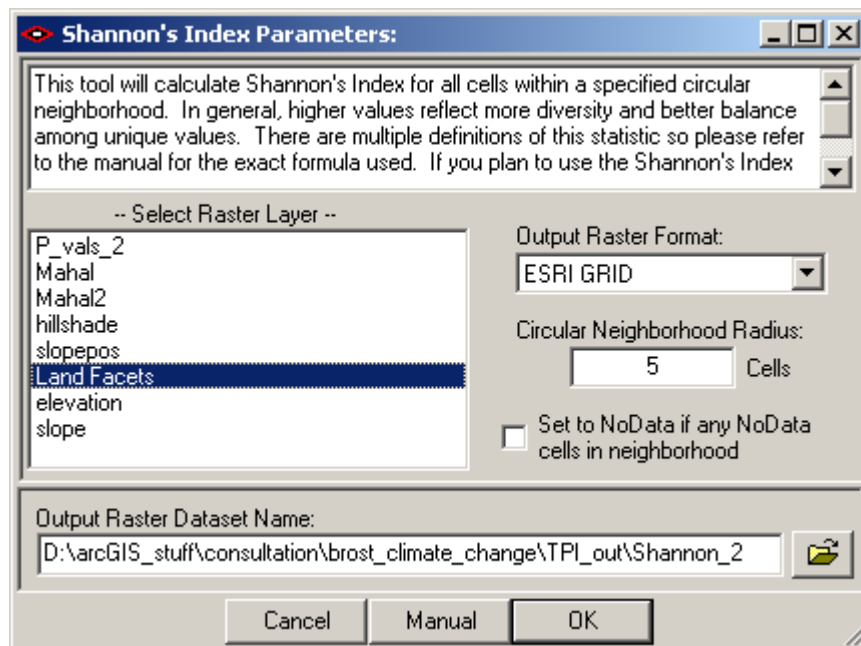 Shannon's Index Parameters:
This tool will calculate Shannon's Index for all cells within a specified circular
neighborhood. In general, higher values reflect more diversity and better balance
among unique values. There are multiple definitions of this statistic so please refer
to the manual for the exact formula used. If you plan to use the Shannon's Index
-- Select Raster Layer --
P_vals_2
Mahal
Mahal2
hillshade
slopepos
Land Facets
elevation
slope
Output Raster Format:
ESRI GRID
Circular Neighborhood Radius:
5 Cells
Set to NoData if any NoData
cells in neighborhood
Output Raster Dataset Name:
D:\arcGIS_stuff\consultation\brost_climate_change\TPI_out\Shannon_2
Cancel Manual OK